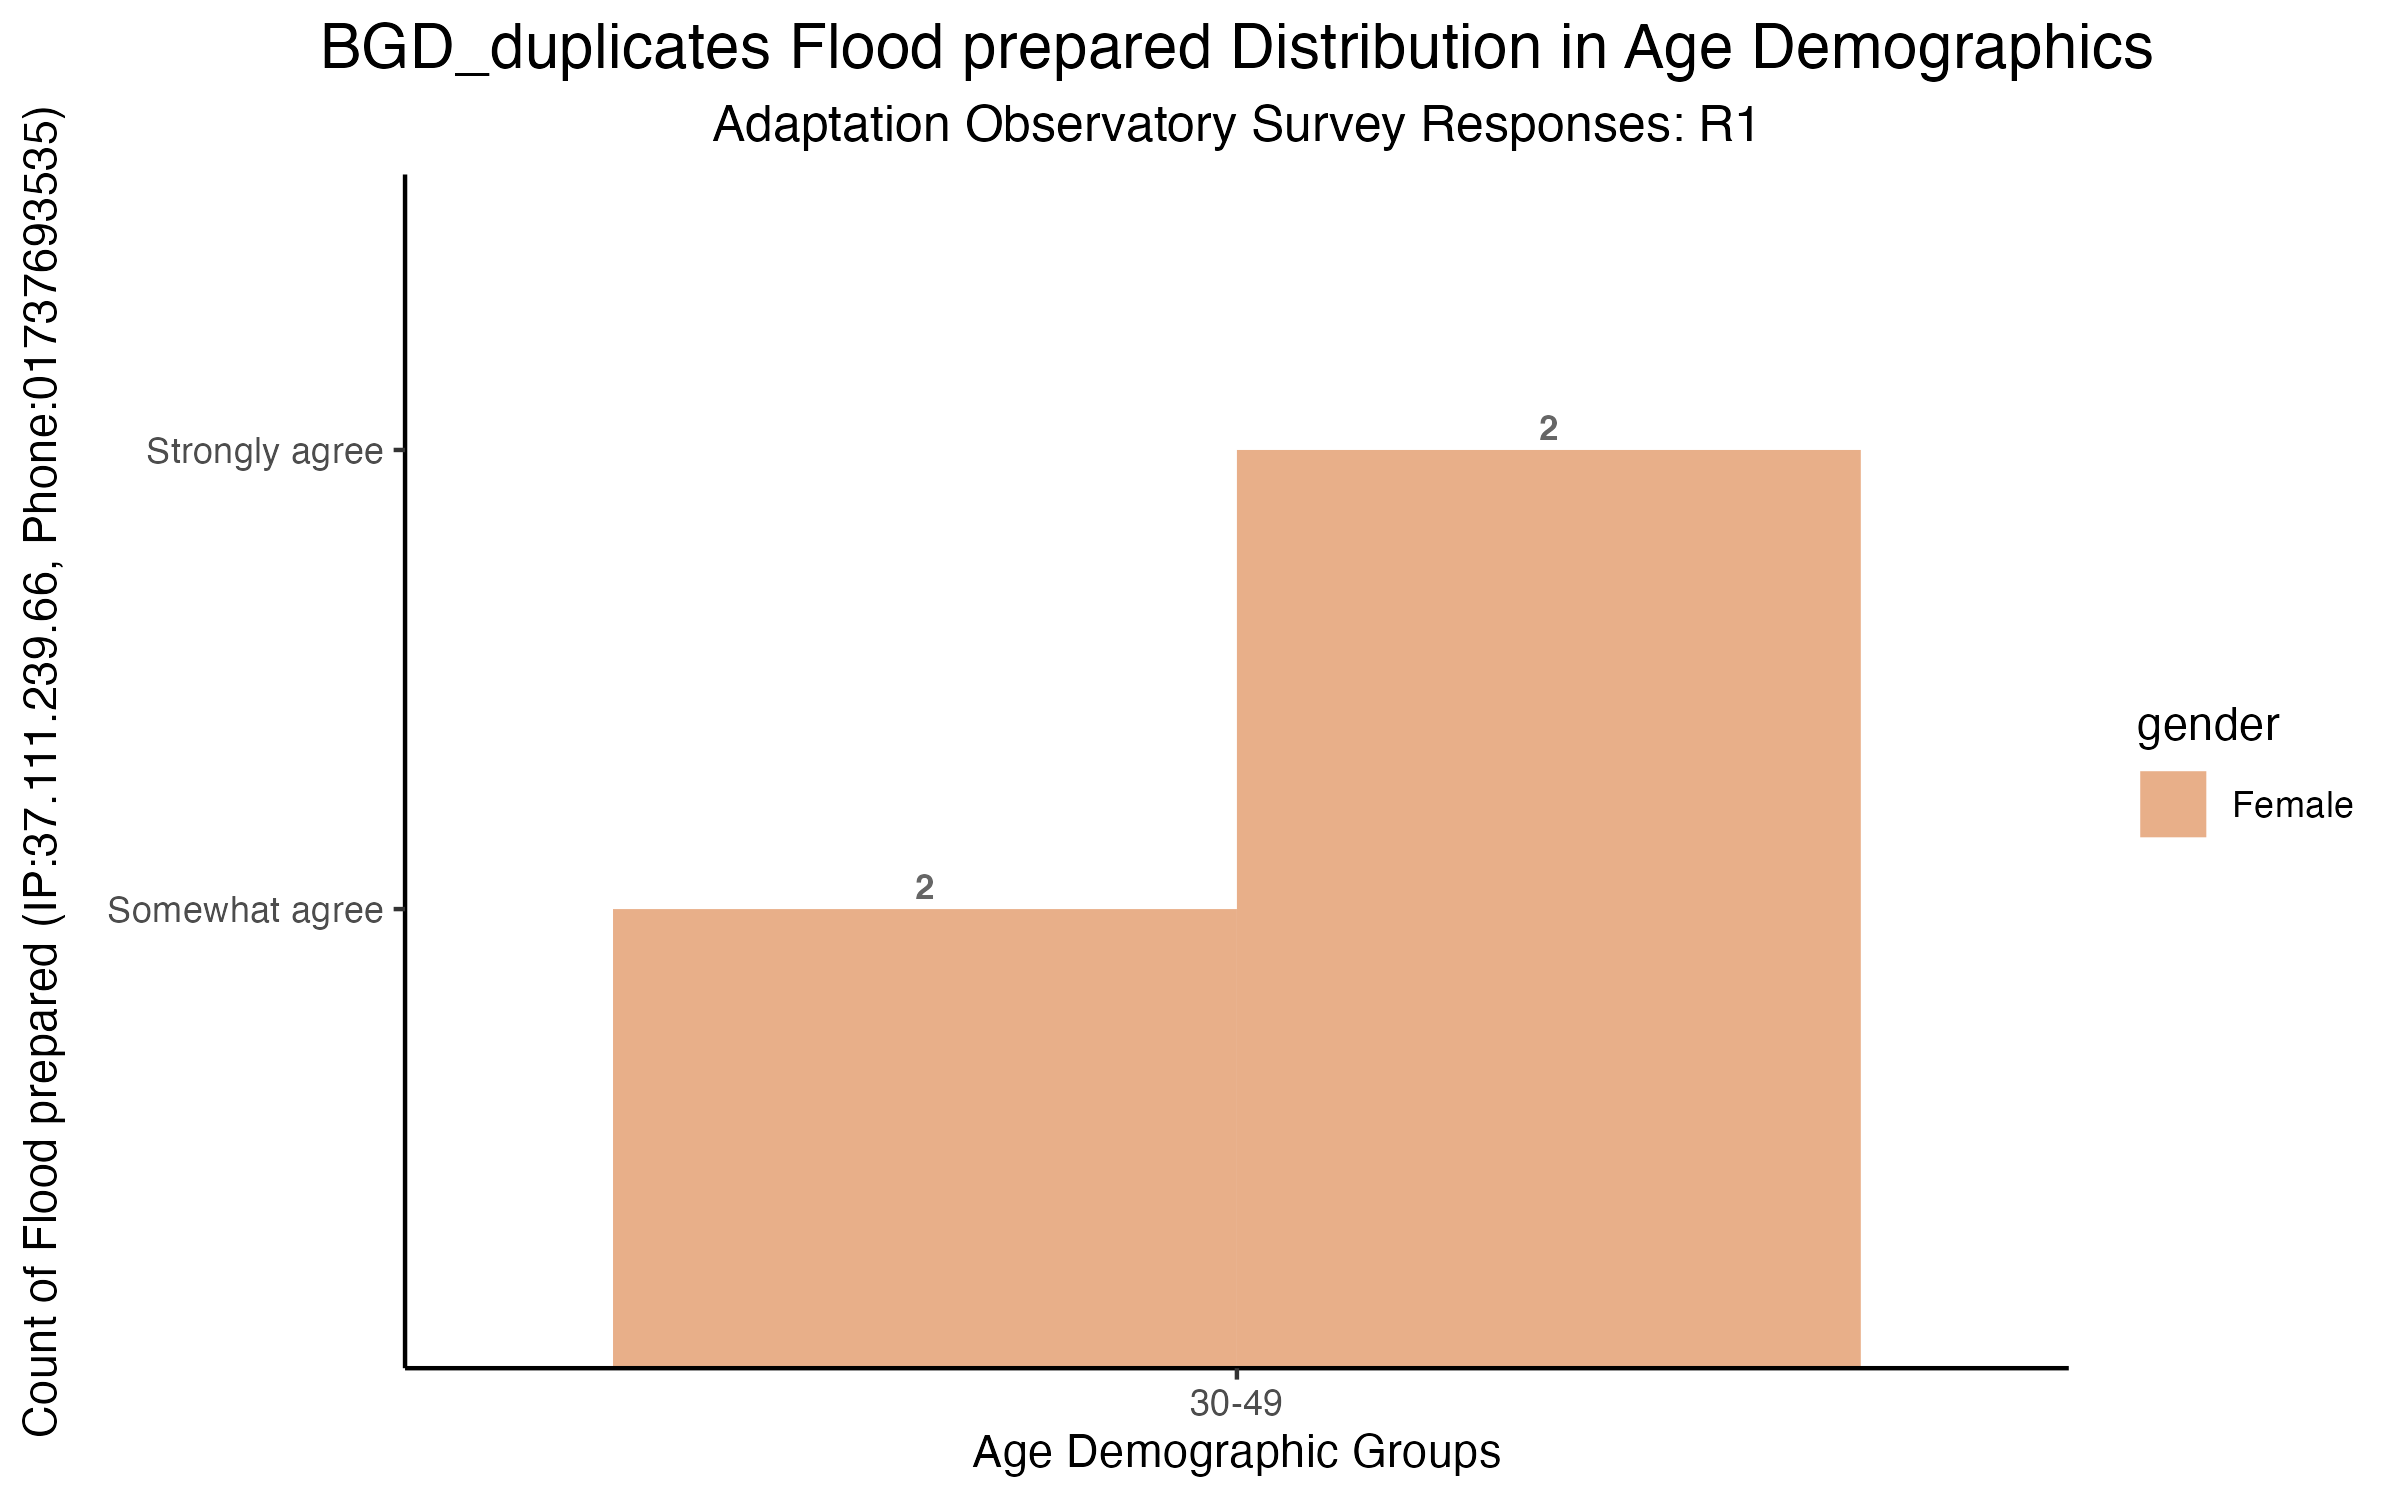 BGD_duplicates Flood prepared Distribution in Age Demographics
Adaptation Observatory Survey Responses: R1
Count of Flood prepared (IP:37.111.239.66, Phone:01737693535)
Strongly agree
Somewhat agree
2
2
30-49
Age Demographic Groups
gender
Female